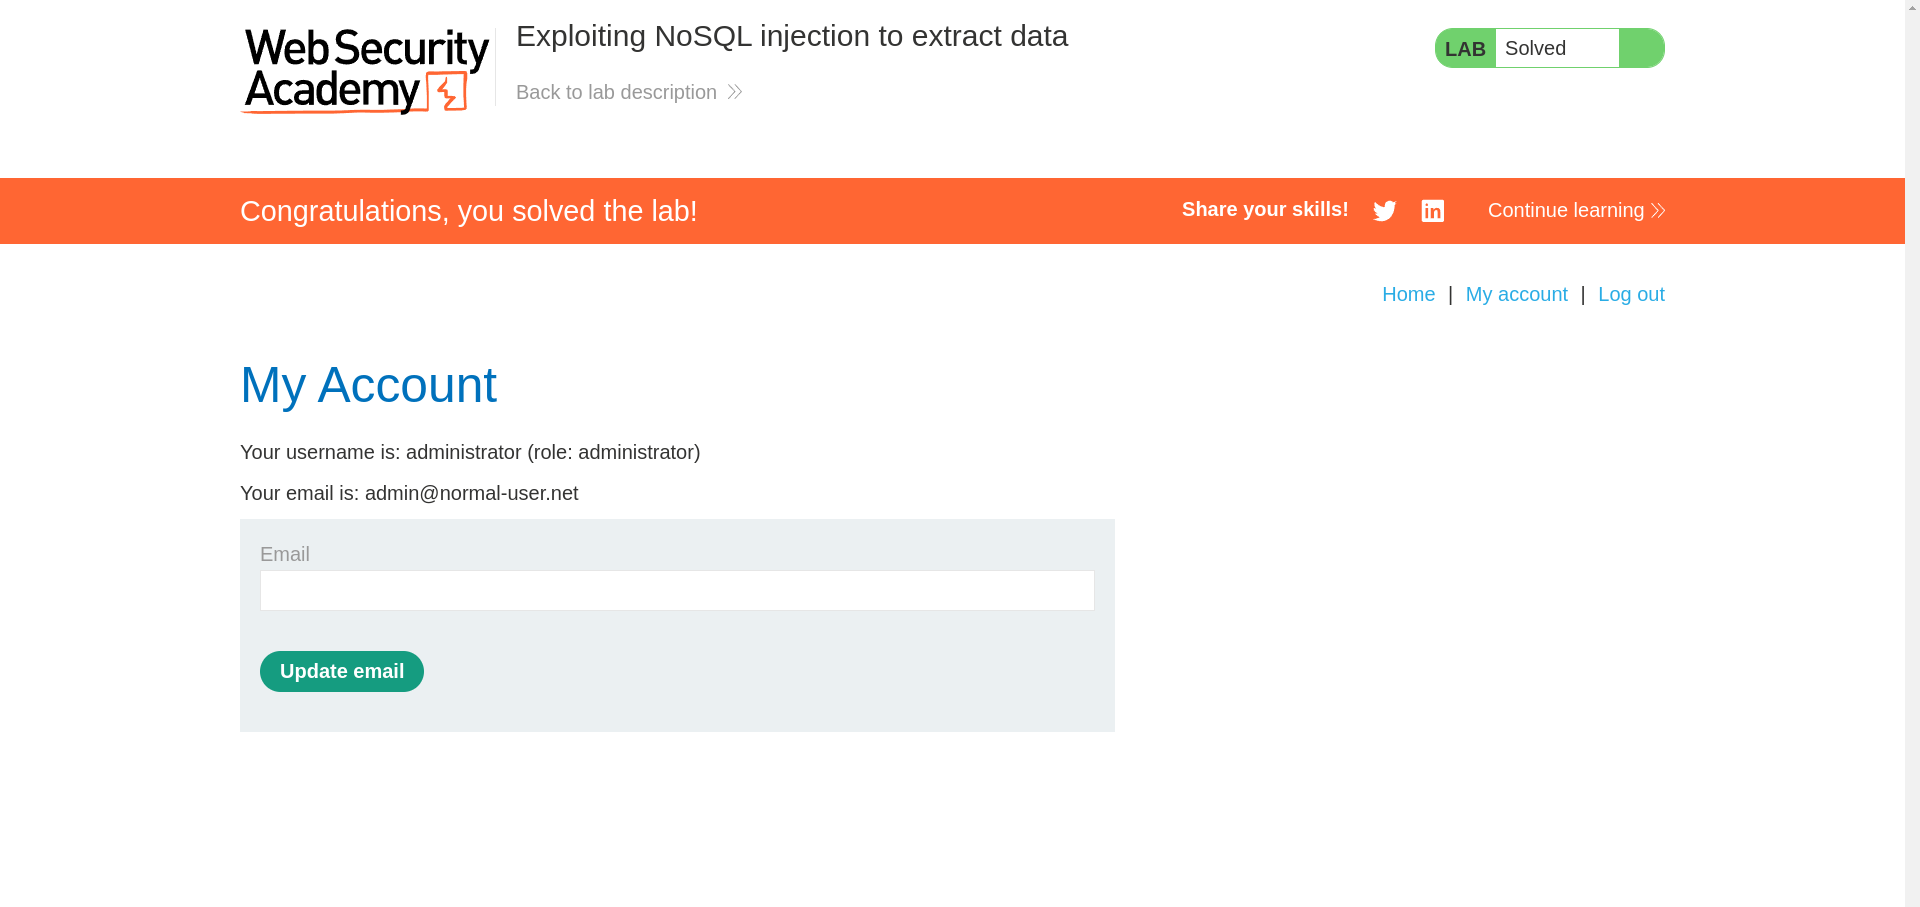 Web Security
Academy
Exploiting NoSQL injection to extract data
Back to lab description
LAB Solved
Congratulations, you solved the lab!
Share your skills!
Continue learning
Home | My account | Log out
My Account
Your username is: administrator (role: administrator)
Your email is: admin@normal-user.net
Email
Update email